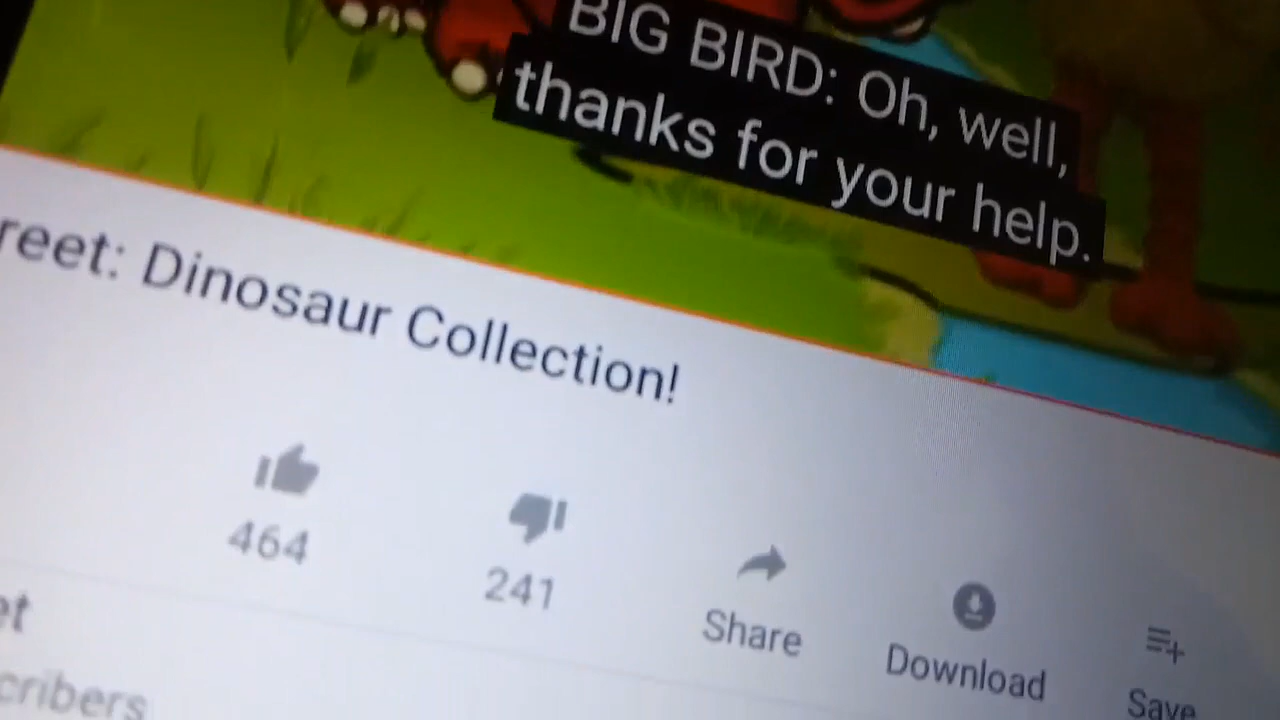 BIG BIRD: Oh, well,
thanks for your help.
reet: Dinosaur Collection!
464
241
Share
Download
Save
et
cribers